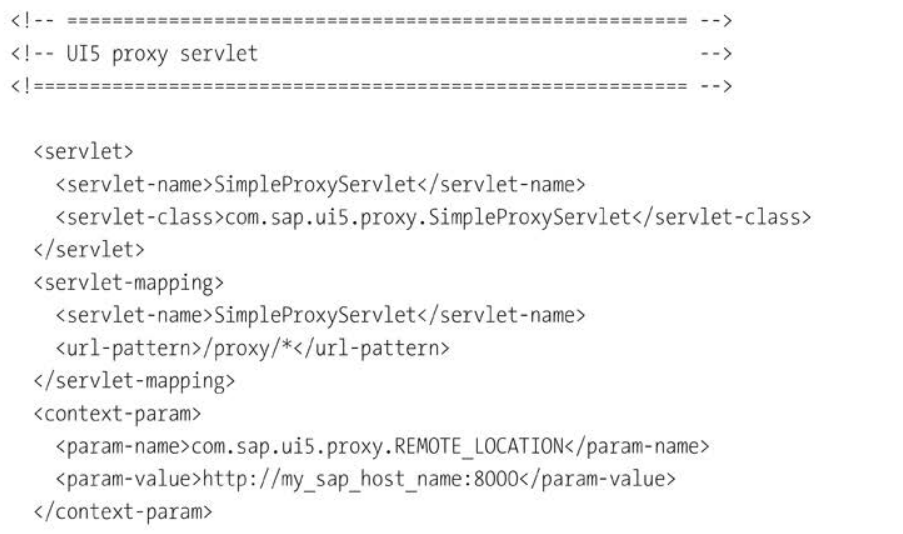 <!-- ======================================================= -->
<!-- UI5 proxy servlet                                       -->
<!========================================================== -->
<servlet>
<servlet-name>SimpleProxyServlet</servlet-name>
<servlet-class>com.sap.ui5.proxy.SimpleProxyServlet</servlet-class>
</servlet>
<servlet-mapping>
<servlet-name>SimpleProxyServlet</servlet-name>
<url-pattern>/proxy/*</url-pattern>
</servlet-mapping>
<context-param>
<param-name>com.sap.ui5.proxy.REMOTE_LOCATION</param-name>
<param-value>http://my_sap_host_name:8000</param-value>
</context-param>